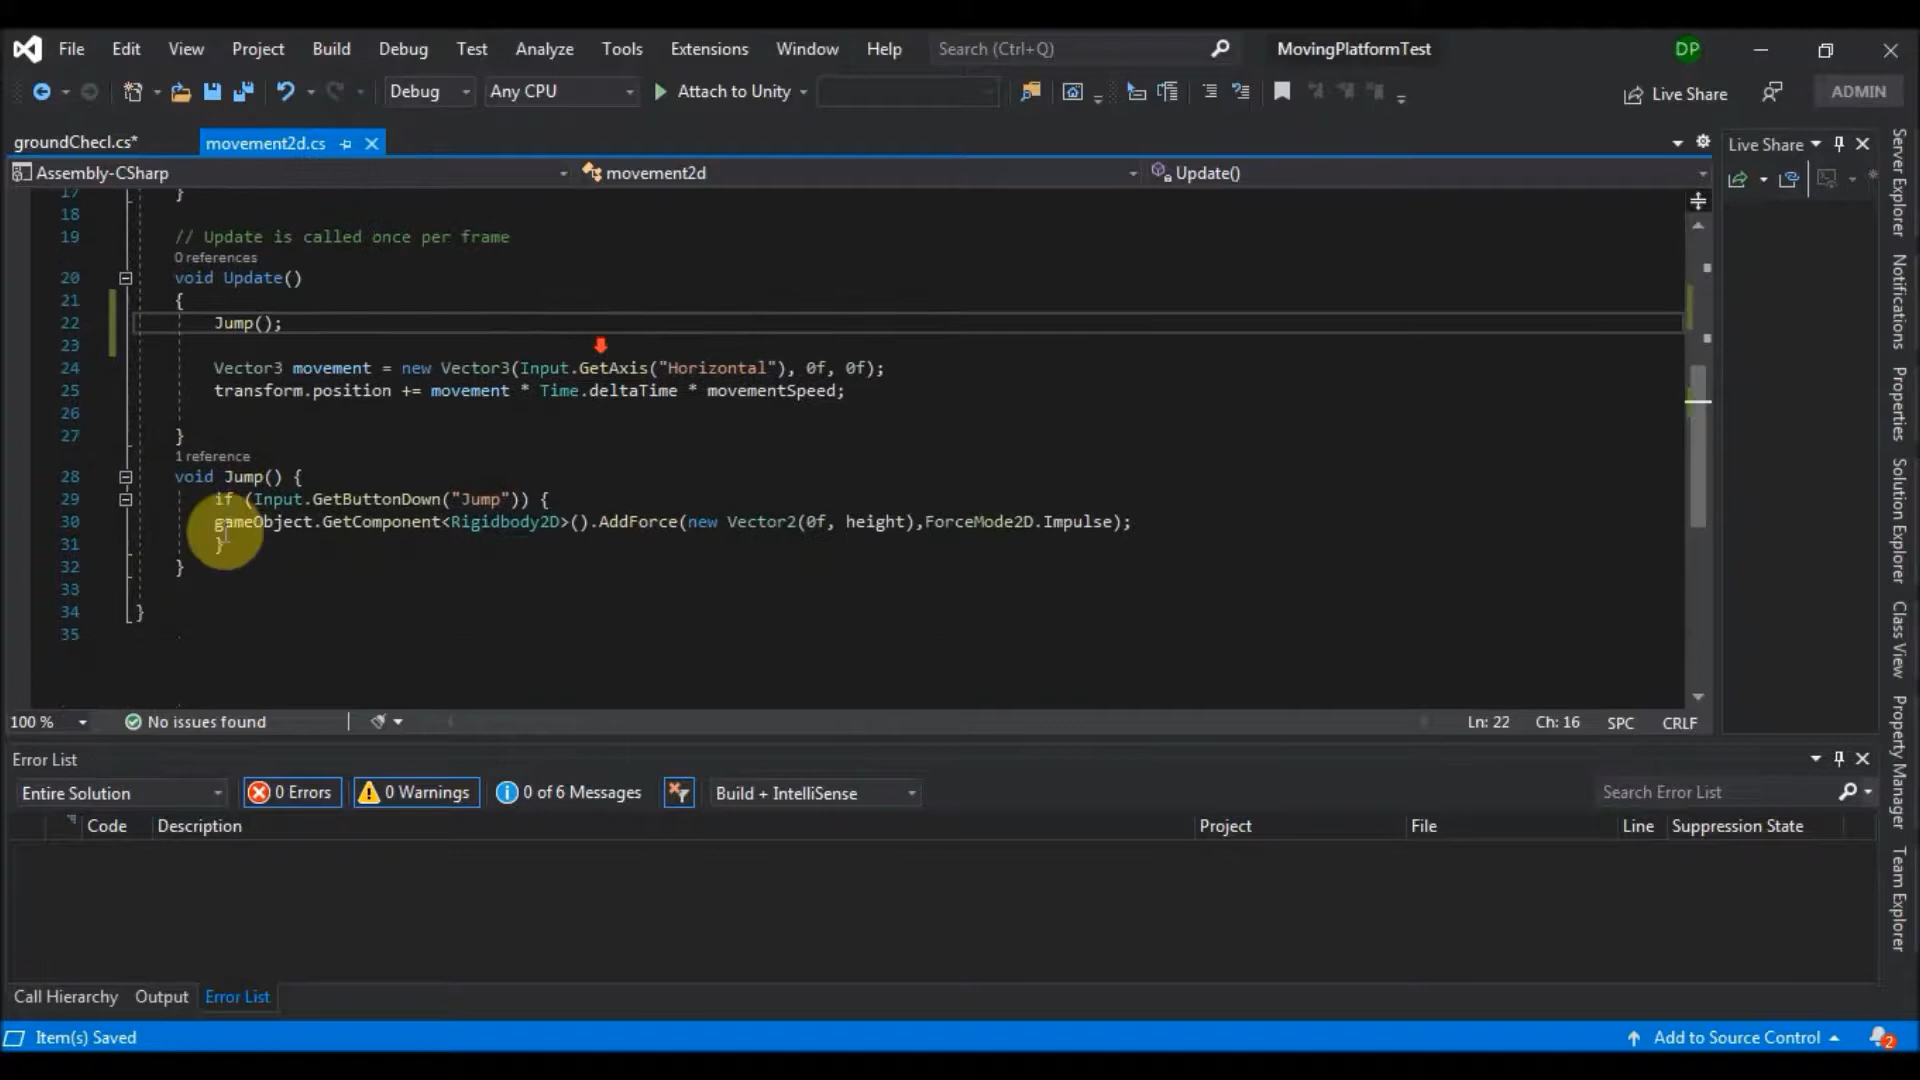 File Edit View Project Build Debug Test Analyze Tools Extensions Window Help Search (Ctrl+Q) MovingPlatformTest DP
Debug Any CPU Attach to Unity Live Share ADMIN
groundChecl.cs* movement2d.cs Live Share
Assembly-CSharp movement2d Update()
17 }
18
19 // Update is called once per frame
0 references
20 void Update()
21 {
22 Jump();
23
24 Vector3 movement = new Vector3(Input.GetAxis("Horizontal"), 0f, 0f);
25 transform.position += movement * Time.deltaTime * movementSpeed;
26
27 }
1 reference
28 void Jump() {
29 if (Input.GetButtonDown("Jump")) {
30 gameObject.GetComponent<Rigidbody2D>().AddForce(new Vector2(0f, height),ForceMode2D.Impulse);
31 }
32 }
33
34 }
35
100 % No issues found Ln: 22 Ch: 16 SPC CRLF
Error List
Entire Solution 0 Errors 0 Warnings 0 of 6 Messages Build + IntelliSense Search Error List
Code Description Project File Line Suppression State
Call Hierarchy Output Error List
Item(s) Saved Add to Source Control 2
Server Explorer
Notifications
Properties
Solution Explorer
Class View
Property Manager
Team Explorer